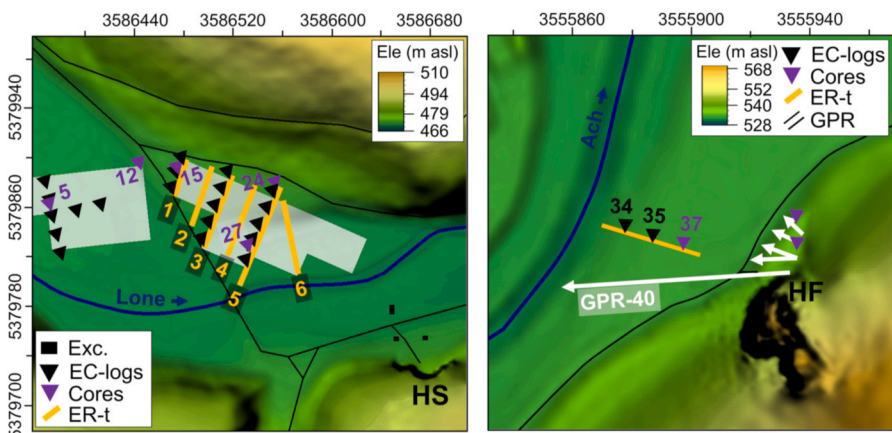 3586440 3586520 3586600 3586680
5379940
5379860
5379780
5379700
Ele (m asl)
510
494
479
466
5
12
15
24
27
1
2
3
4
5
6
Lone
HS
Exc.
EC-logs
Cores
ER-t
3555860 3555900 3555940
Ele (m asl)
568
552
540
528
EC-logs
Cores
ER-t
GPR
Ach
34
35
37
GPR-40
HF